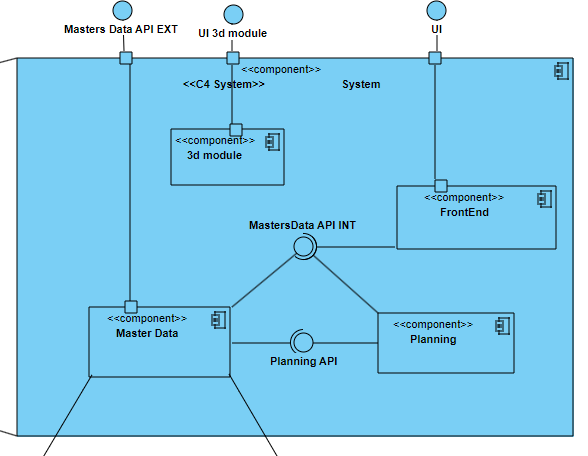 Masters Data API EXT
UI 3d module
UI
<<component>>
<<C4 System>> System
<<component>>
3d module
<<component>>
FrontEnd
MastersData API INT
<<component>>
Master Data
<<component>>
Planning
Planning API